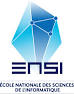 ENSI
ÉCOLE NATIONALE DES SCIENCES
DE L'INFORMATIQUE